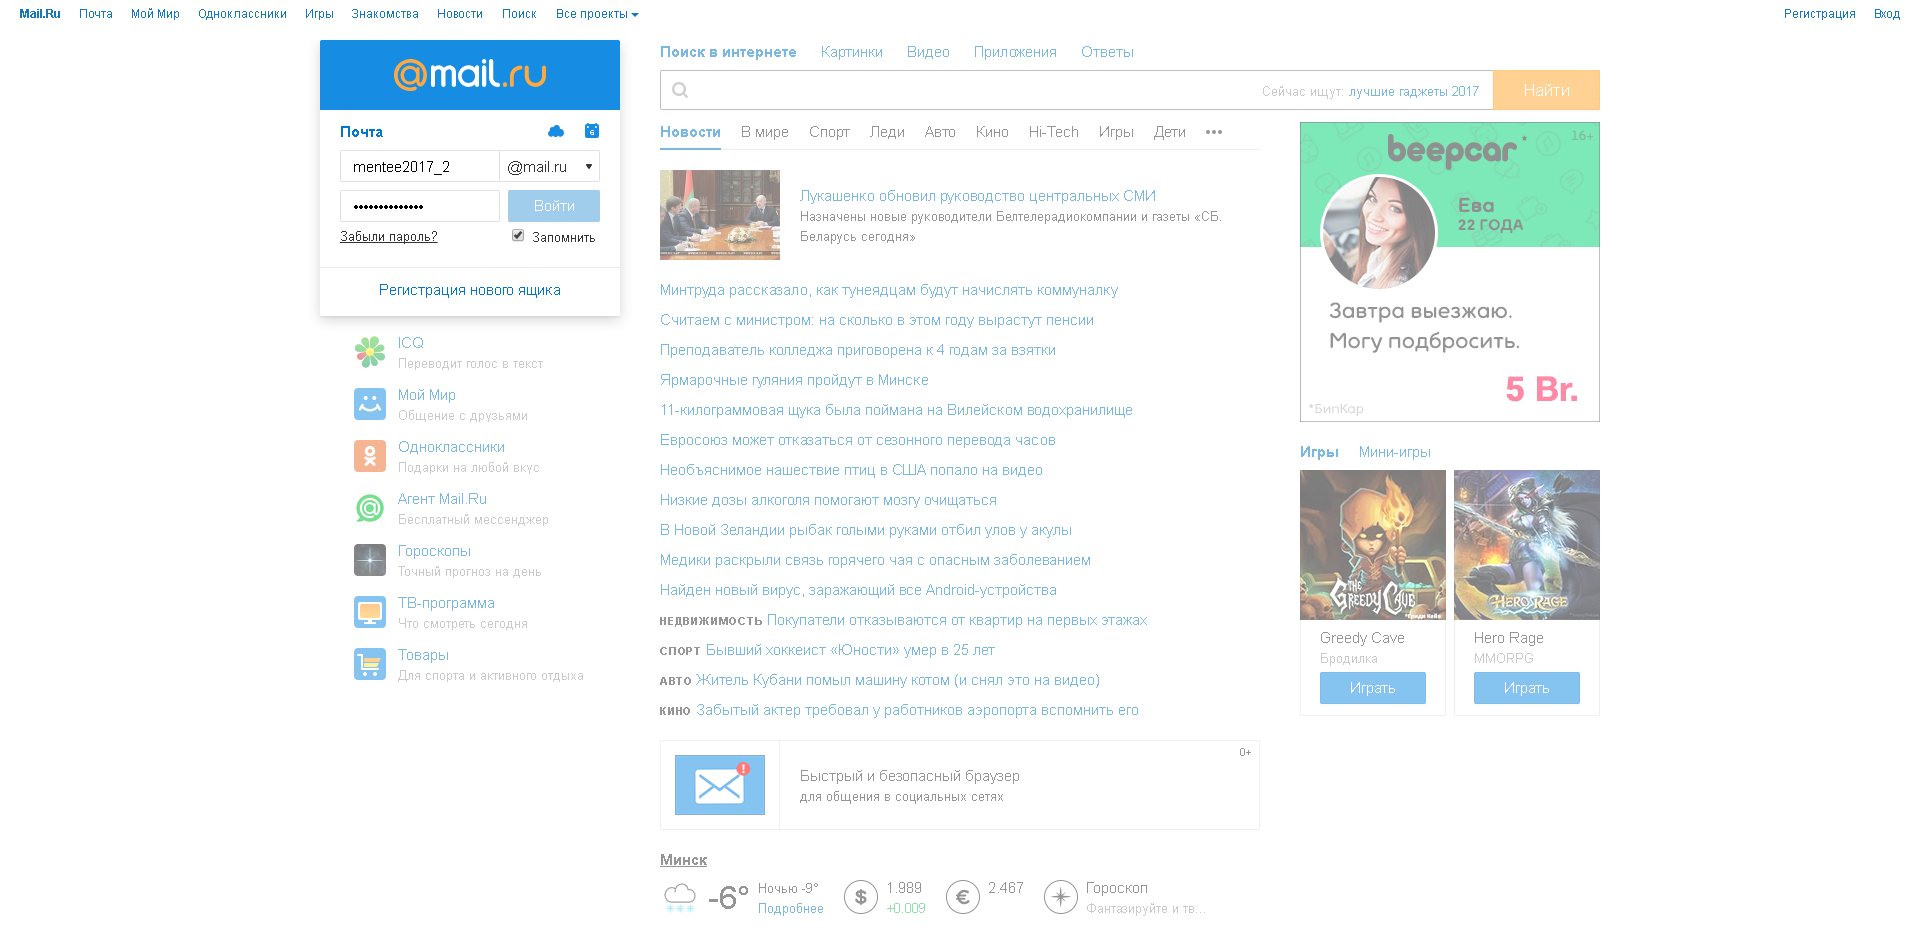 Mail.Ru Почта Мой Мир Одноклассники Игры Знакомства Новости Поиск Все проекты Регистрация Вход
@mail.ru
Почта
6
mentee2017_2 @mail.ru
Войти
Забыли пароль? Запомнить
Регистрация нового ящика
ICQ
Переводит голос в текст
Мой Мир
Общение с друзьями
Одноклассники
Подарки на любой вкус
Агент Mail.Ru
Бесплатный мессенджер
Гороскопы
Точный прогноз на день
ТВ-программа
Что смотреть сегодня
Товары
Для спорта и активного отдыха
Поиск в интернете Картинки Видео Приложения Ответы
Сейчас ищут: лучшие гаджеты 2017 Найти
Новости В мире Спорт Леди Авто Кино Hi-Tech Игры Дети •••
Лукашенко обновил руководство центральных СМИ
Назначены новые руководители Белтелерадиокомпании и газеты «СБ.
Беларусь сегодня»
Минтруда рассказало, как тунеядцам будут начислять коммуналку
Считаем с министром: на сколько в этом году вырастут пенсии
Преподаватель колледжа приговорена к 4 годам за взятки
Ярмарочные гуляния пройдут в Минске
11-килограммовая щука была поймана на Вилейском водохранилище
Евросоюз может отказаться от сезонного перевода часов
Необъяснимое нашествие птиц в США попало на видео
Низкие дозы алкоголя помогают мозгу очищаться
В Новой Зеландии рыбак голыми руками отбил улов у акулы
Медики раскрыли связь горячего чая с опасным заболеванием
Найден новый вирус, заражающий все Android-устройства
НЕДВИЖИМОСТЬ Покупатели отказываются от квартир на первых этажах
СПОРТ Бывший хоккеист «Юности» умер в 25 лет
АВТО Житель Кубани помыл машину котом (и снял это на видео)
КИНО Забытый актер требовал у работников аэропорта вспомнить его
0+
Быстрый и безопасный браузер
для общения в социальных сетях
Минск
-6° Ночью -9°
Подробнее
$ 1.989
+0.009
€ 2.467
Гороскоп
Фантазируйте и тв...
16+
beepcar*
Ева
22 ГОДА
Завтра выезжаю.
Могу подбросить.
5 Br.
*БипКар
Игры Мини-игры
THE GREEDY CAVE
HERO RAGE
Greedy Cave
Бродилка
Играть
Hero Rage
MMORPG
Играть